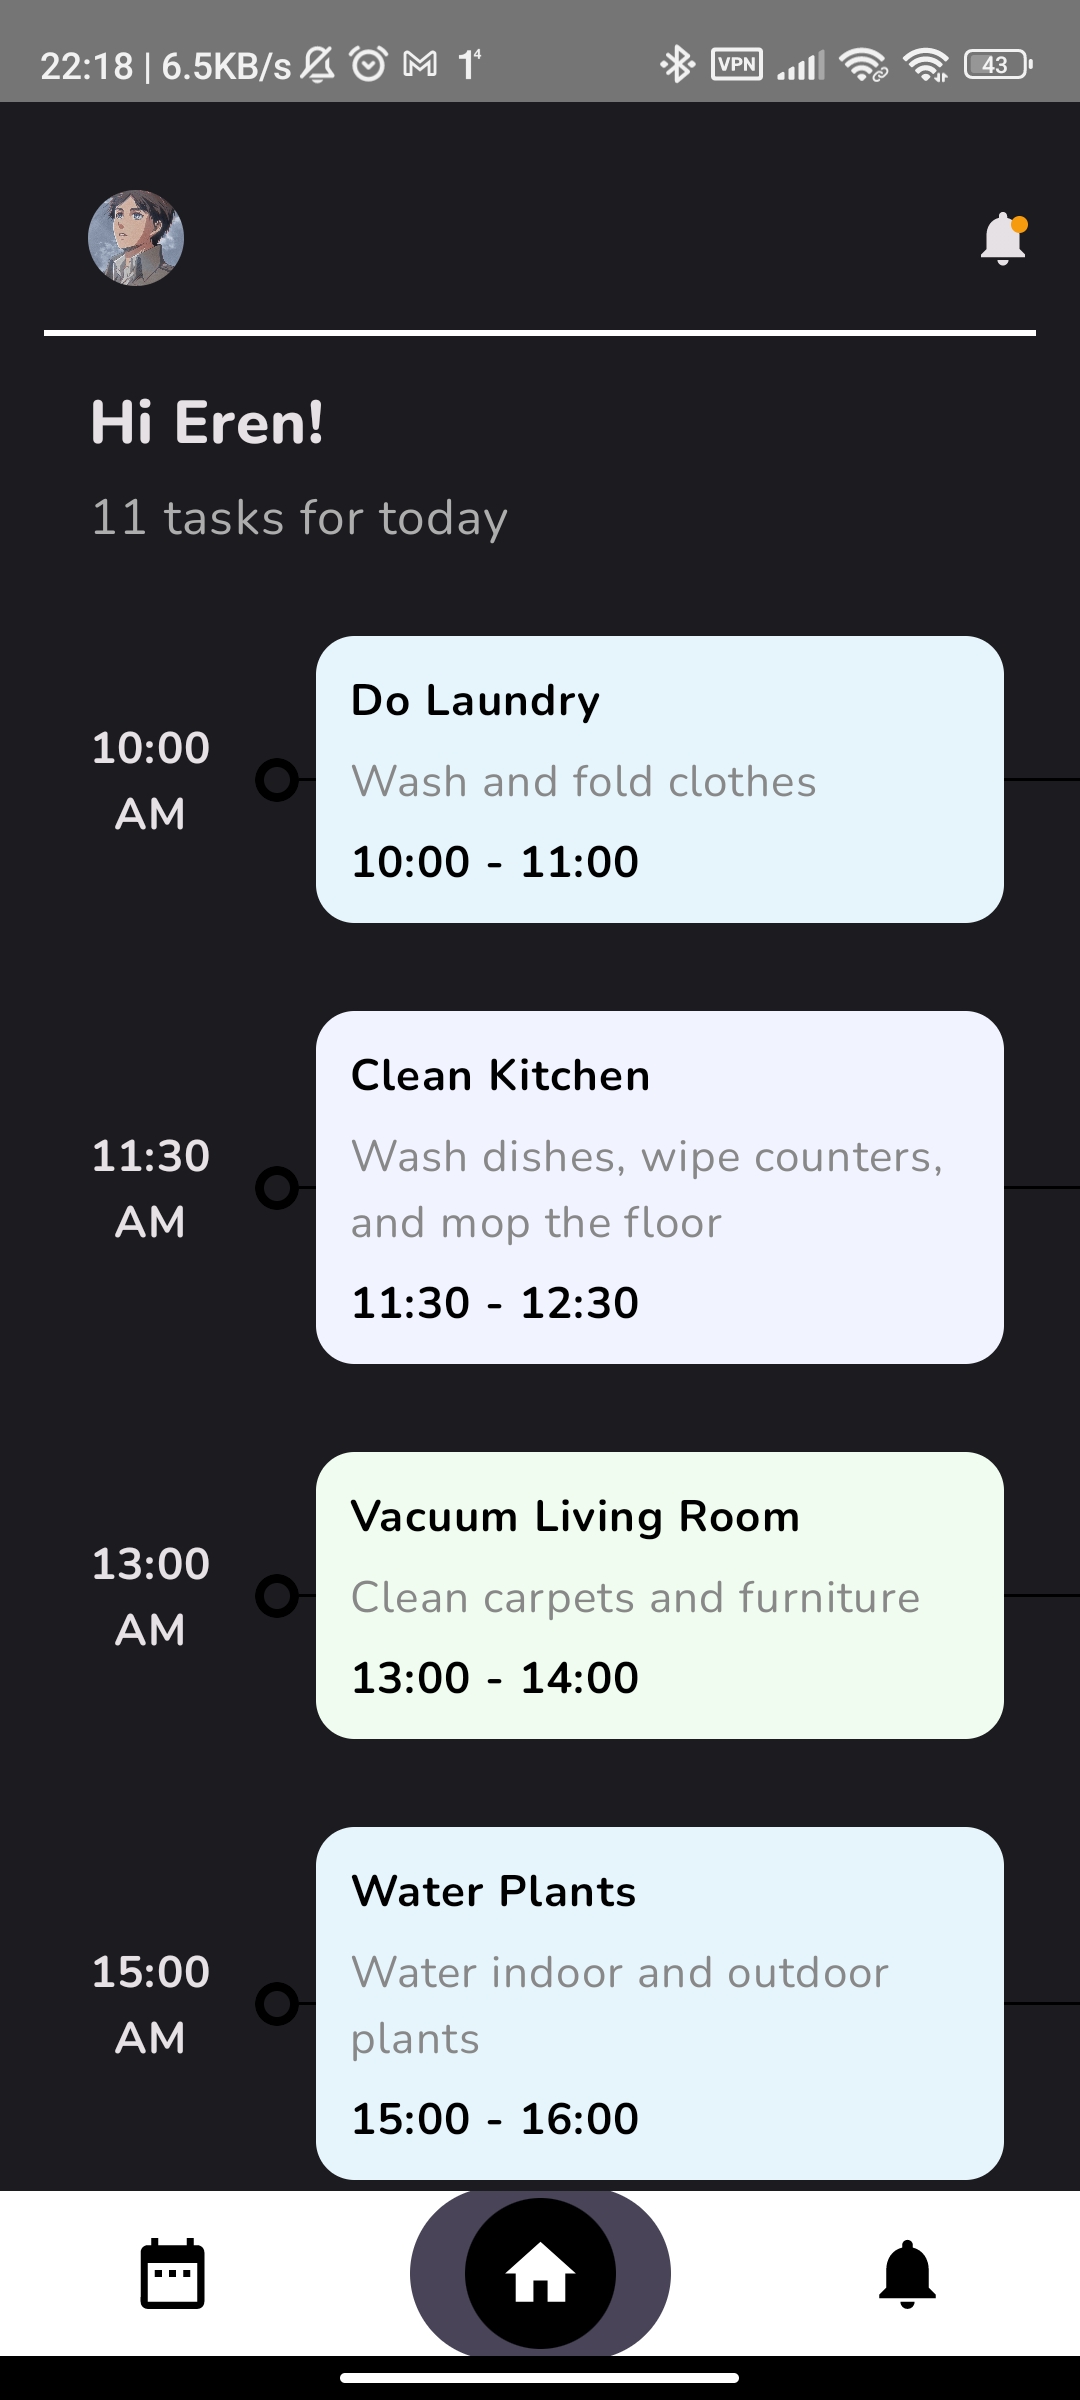 22:18 | 6.5KB/s 1⁴ VPN 43
Hi Eren!
11 tasks for today
10:00
AM
Do Laundry
Wash and fold clothes
10:00 - 11:00
11:30
AM
Clean Kitchen
Wash dishes, wipe counters,
and mop the floor
11:30 - 12:30
13:00
AM
Vacuum Living Room
Clean carpets and furniture
13:00 - 14:00
15:00
AM
Water Plants
Water indoor and outdoor
plants
15:00 - 16:00